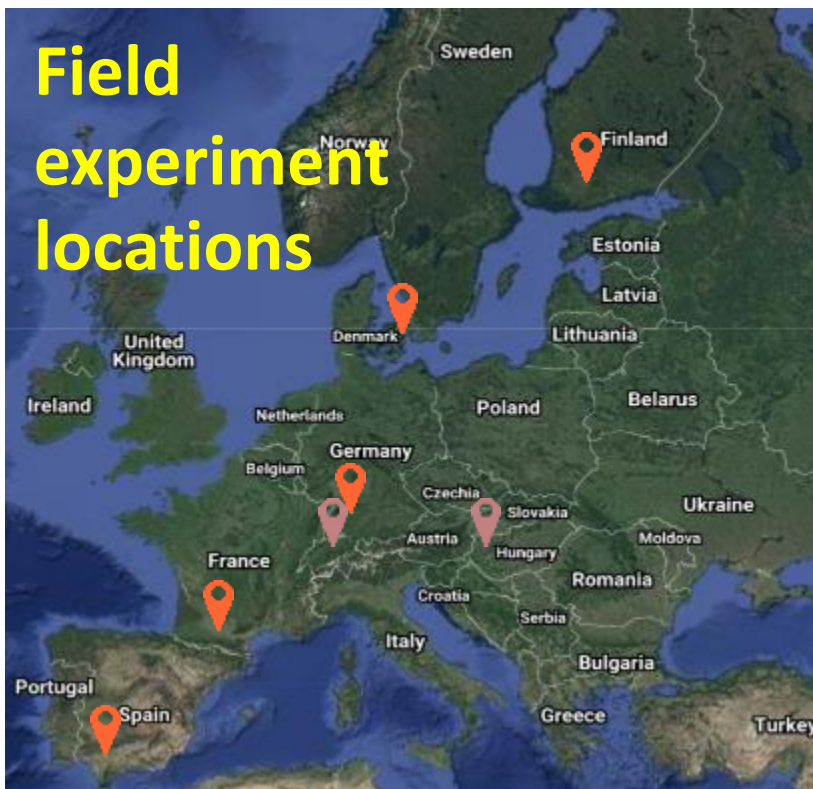 Field
experiment
locations
Sweden
Norway
Finland
Estonia
Latvia
Denmark
Lithuania
United
Kingdom
Ireland
Belarus
Netherlands
Poland
Germany
Belgium
Czechia
Ukraine
Slovakia
Austria
Moldova
Hungary
France
Romania
Croatia
Serbia
Italy
Bulgaria
Portugal
Spain
Greece
Turkey